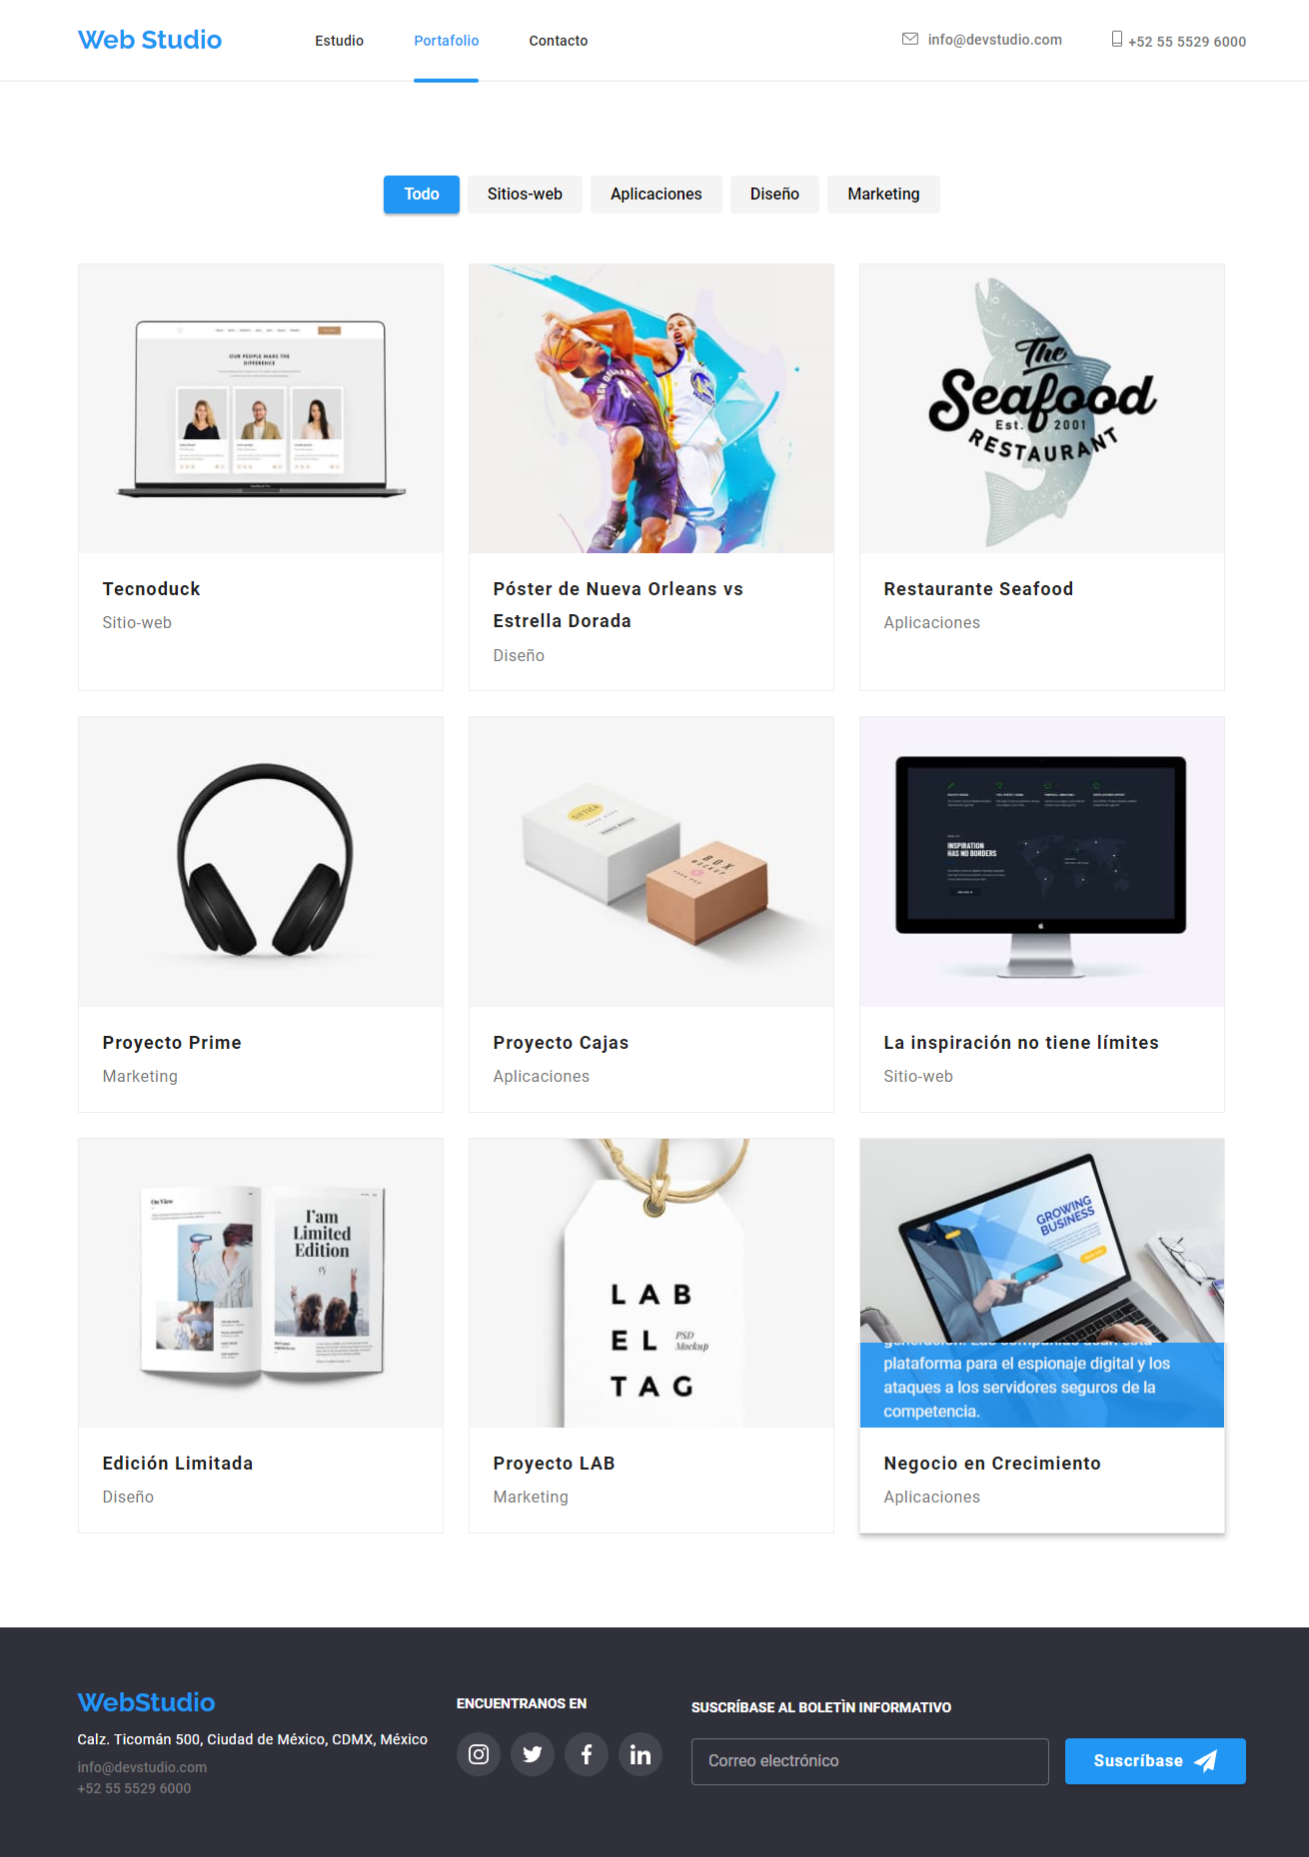 Web Studio
Estudio
Portafolio
Contacto
info@devstudio.com
+52 55 5529 6000
Todo
Sitios-web
Aplicaciones
Diseño
Marketing
OUR PEOPLE MAKE THE
DIFFERENCE
The
Seafood
Est. 2001
RESTAURANT
Tecnoduck
Sitio-web
Póster de Nueva Orleans vs
Estrella Dorada
Diseño
Restaurante Seafood
Aplicaciones
BOX
MOCKUP
INSPIRATION
HAS NO BORDERS
Proyecto Prime
Marketing
Proyecto Cajas
Aplicaciones
La inspiración no tiene límites
Sitio-web
On View
I'am
Limited
Edition
LAB
EL
PSD
Mockup
TAG
GROWING
BUSINESS
plataforma para el espionaje digital y los
ataques a los servidores seguros de la
competencia.
Edición Limitada
Diseño
Proyecto LAB
Marketing
Negocio en Crecimiento
Aplicaciones
WebStudio
Calz. Ticomán 500, Ciudad de México, CDMX, México
info@devstudio.com
+52 55 5529 6000
ENCUENTRANOS EN
SUSCRÍBASE AL BOLETÌN INFORMATIVO
Correo electrónico
Suscríbase